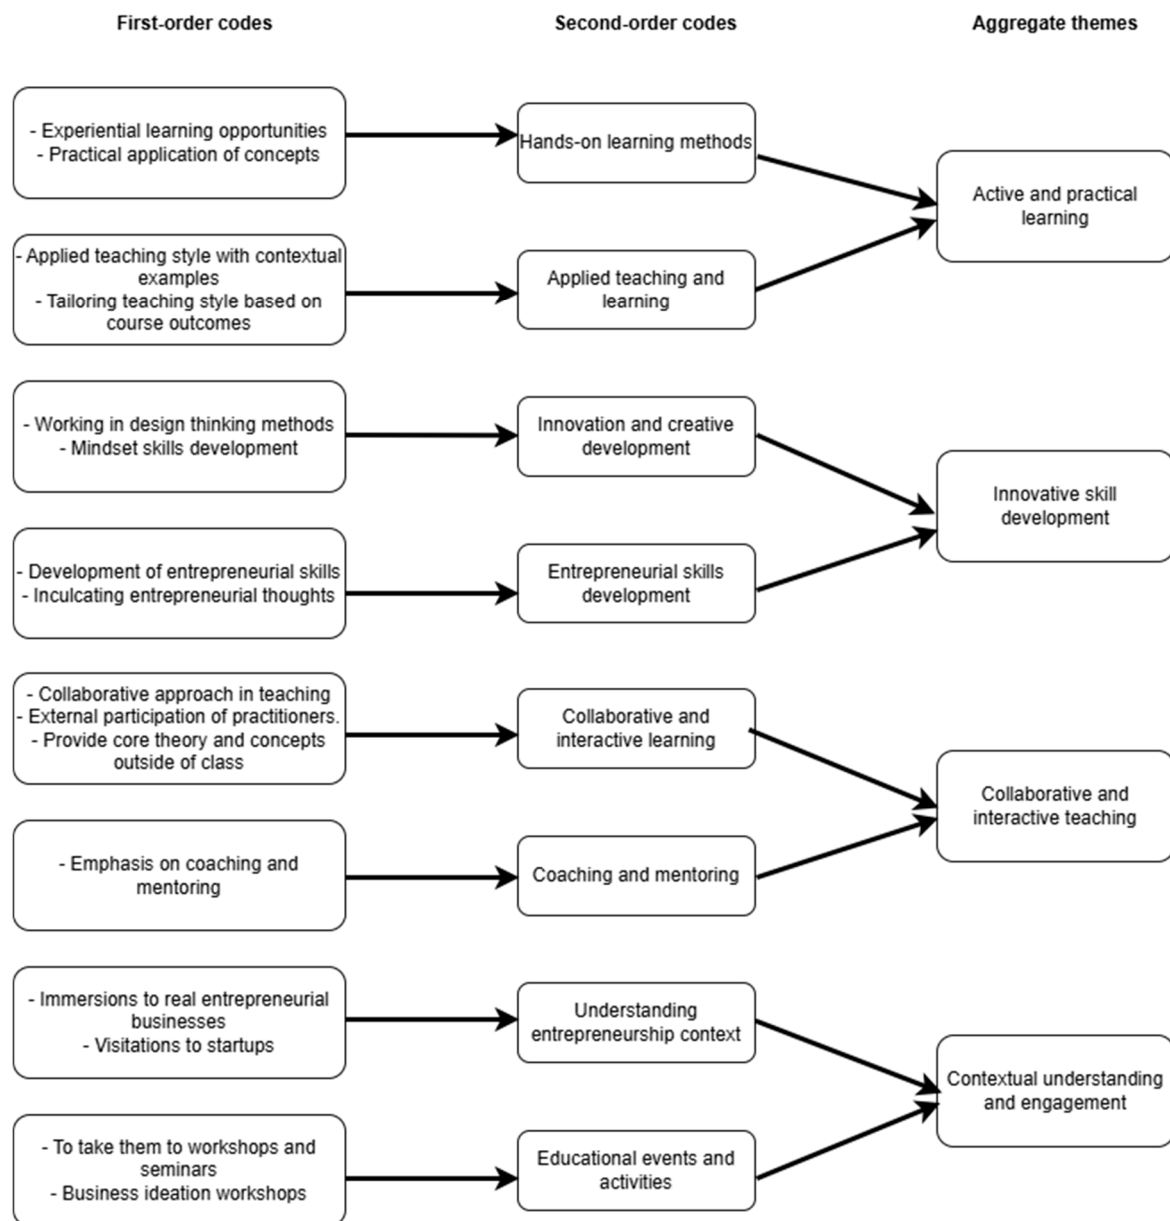 First-order codes
Second-order codes
Aggregate themes
- Experiential learning opportunities
- Practical application of concepts
Hands-on learning methods
Active and practical
learning
- Applied teaching style with contextual
examples
- Tailoring teaching style based on
course outcomes
Applied teaching and
learning
- Working in design thinking methods
- Mindset skills development
Innovation and creative
development
Innovative skill
development
- Development of entrepreneurial skills
- Inculcating entrepreneurial thoughts
Entrepreneurial skills
development
- Collaborative approach in teaching
- External participation of practitioners.
- Provide core theory and concepts
outside of class
Collaborative and
interactive learning
Collaborative and
interactive teaching
- Emphasis on coaching and
mentoring
Coaching and mentoring
- Immersions to real entrepreneurial
businesses
- Visitations to startups
Understanding
entrepreneurship context
Contextual understanding
and engagement
- To take them to workshops and
seminars
- Business ideation workshops
Educational events and
activities